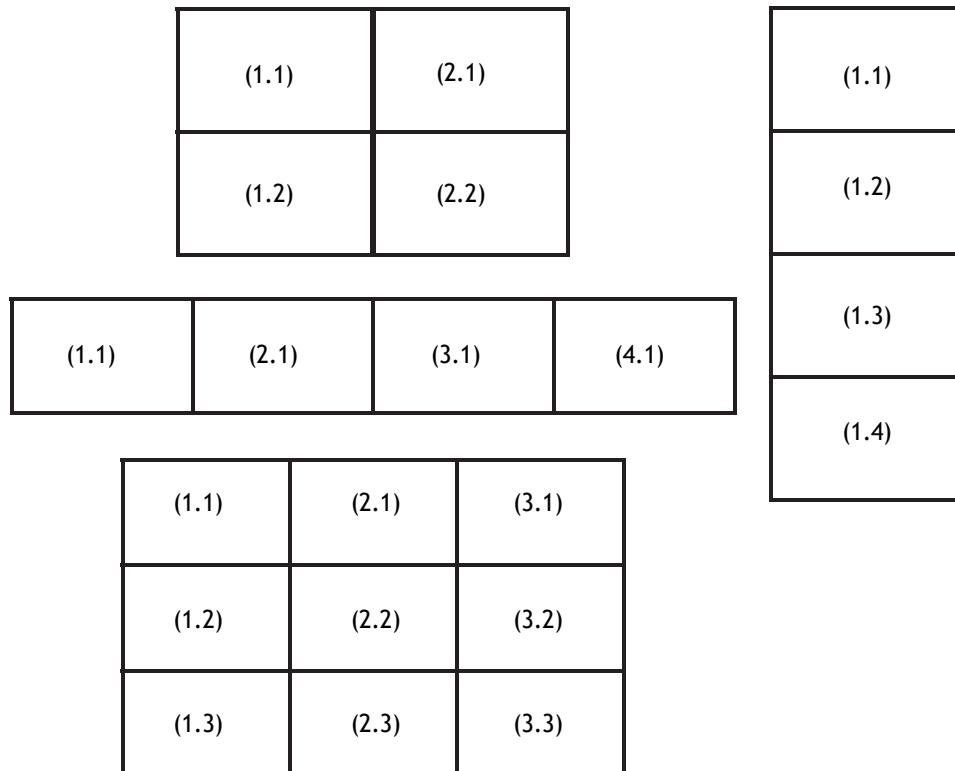 (1.1) (2.1)
(1.2) (2.2)
(1.1) (2.1) (3.1) (4.1)
(1.1) (2.1) (3.1)
(1.2) (2.2) (3.2)
(1.3) (2.3) (3.3)
(1.1)
(1.2)
(1.3)
(1.4)